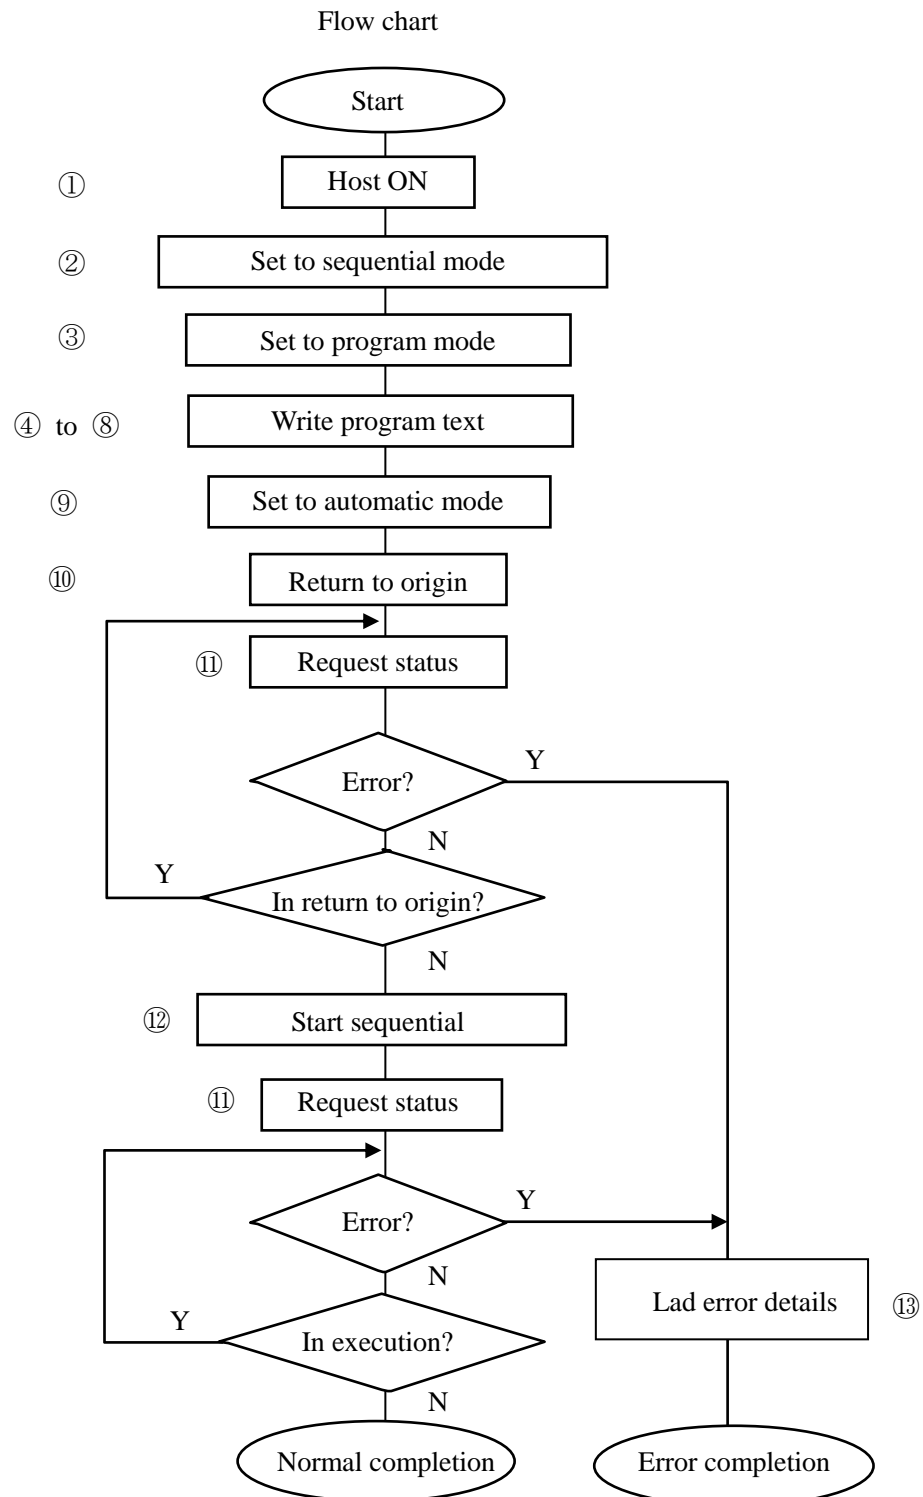 Flow chart
Start
① Host ON
② Set to sequential mode
③ Set to program mode
④ to ⑧ Write program text
⑨ Set to automatic mode
⑩ Return to origin
⑪ Request status
Y
Error?
N
Y
In return to origin?
N
⑫ Start sequential
⑪ Request status
Y
Error?
N
Lad error details ⑬
Y
In execution?
N
Normal completion
Error completion